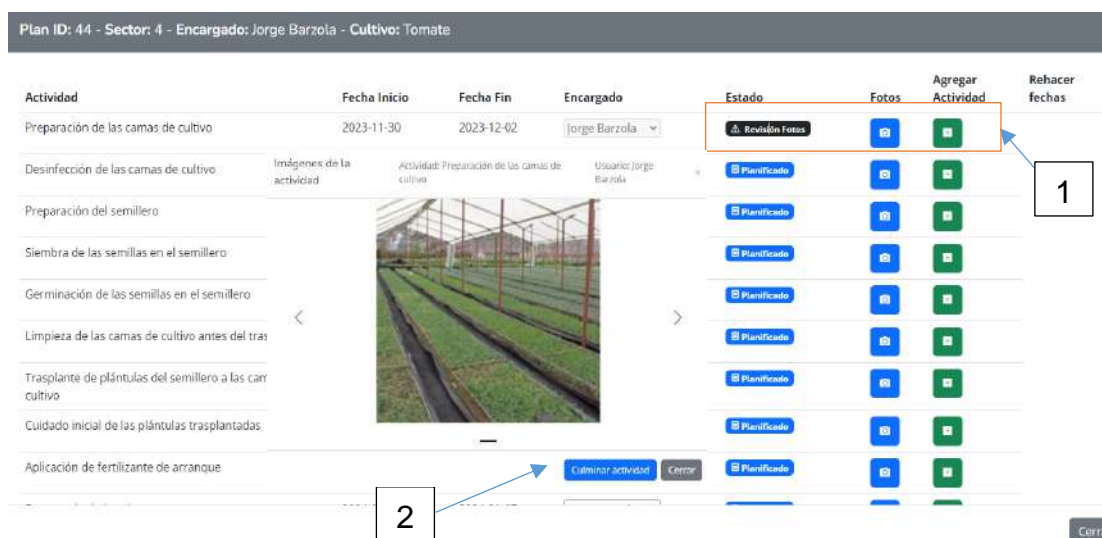 Plan ID: 44 - Sector: 4 - Encargado: Jorge Barzola - Cultivo: Tomate
Actividad Fecha Inicio Fecha Fin Encargado Estado Fotos Agregar Actividad Rehacer fechas
Preparación de las camas de cultivo 2023-11-30 2023-12-02 Jorge Barzola Revisión Fotos
1
Desinfección de las camas de cultivo Planificado
Imágenes de la actividad Actividad: Preparación de las camas de cultivo Usuario: Jorge Barzola
Preparación del semillero Planificado
Siembra de las semillas en el semillero Planificado
Germinación de las semillas en el semillero Planificado
Limpieza de las camas de cultivo antes del tras Planificado
Trasplante de plántulas del semillero a las cam Planificado
cultivo
Cuidado inicial de las plántulas trasplantadas Planificado
Aplicación de fertilizante de arranque Culminar actividad Cerrar Planificado
2
Cerra